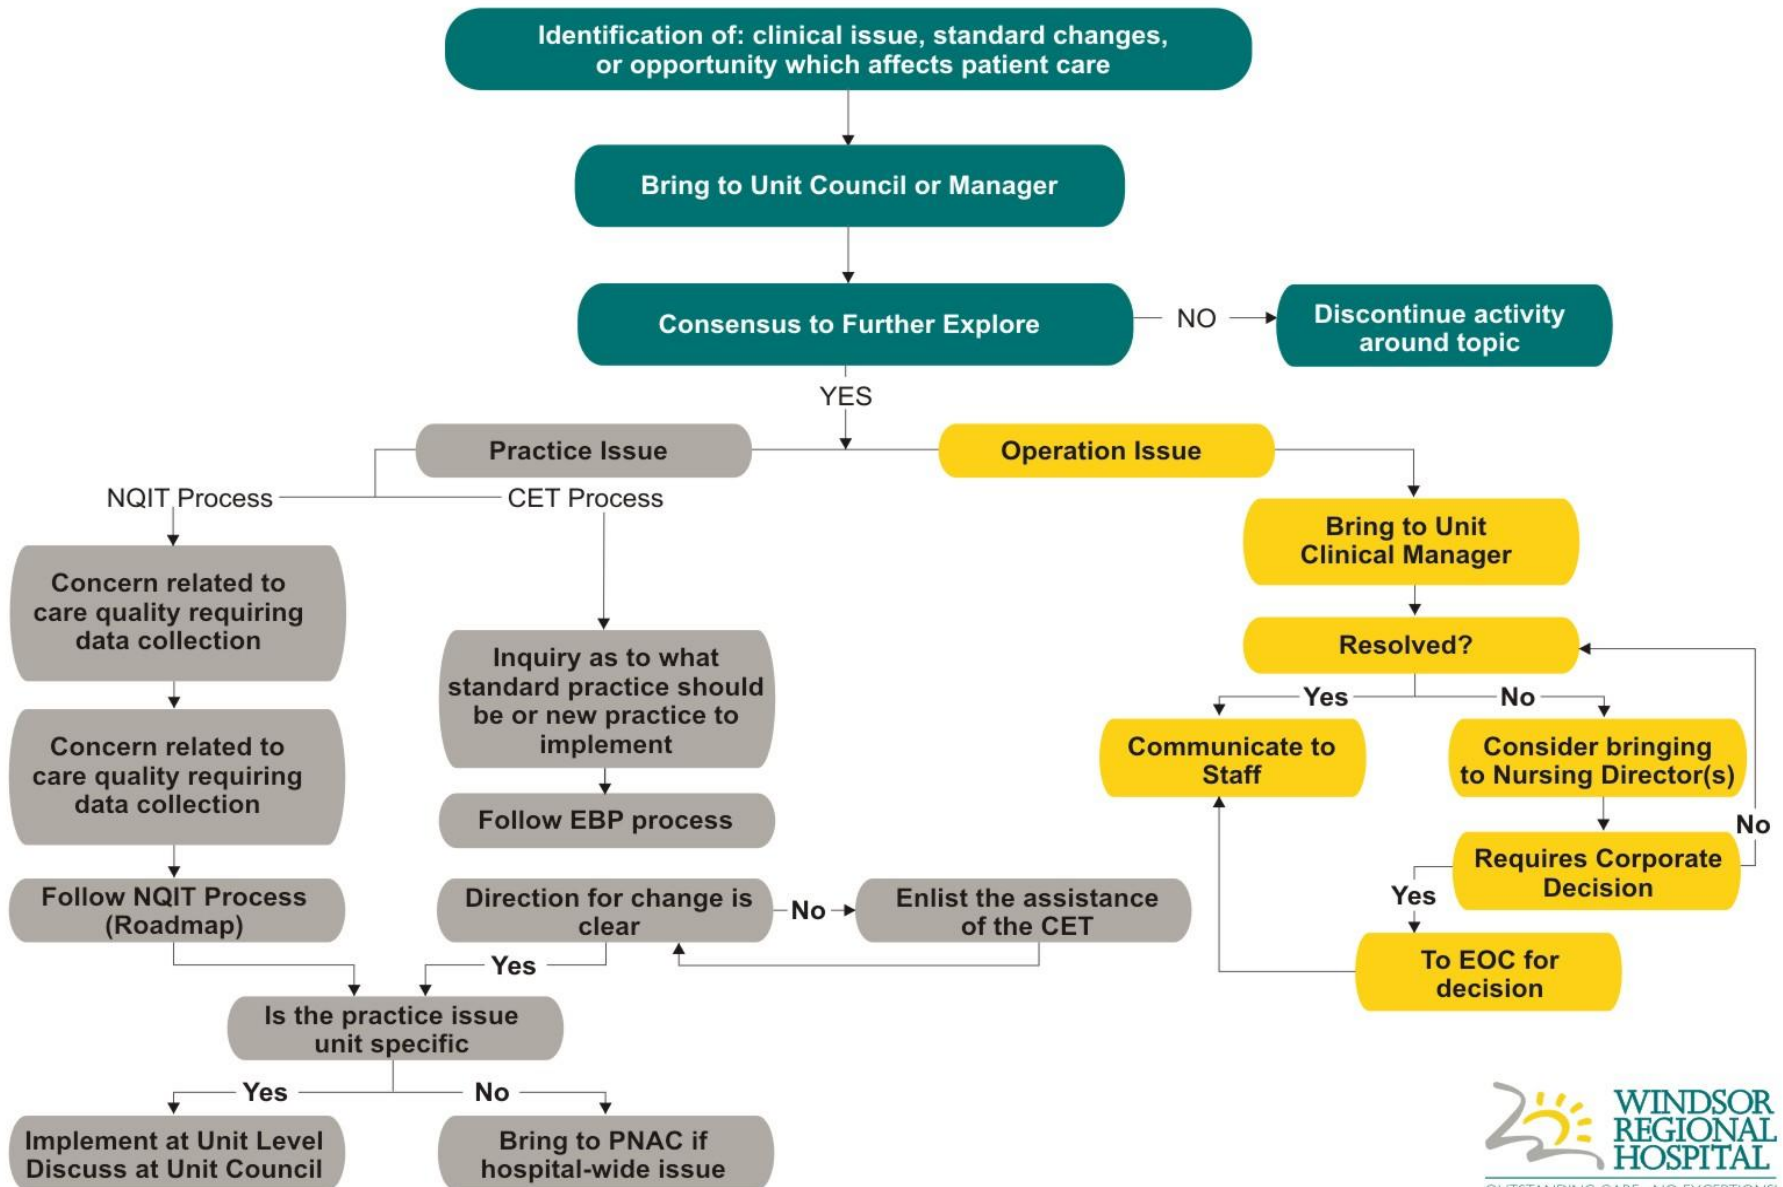 Identification of: clinical issue, standard changes,
or opportunity which affects patient care
Bring to Unit Council or Manager
Consensus to Further Explore
NO
Discontinue activity
around topic
YES
Practice Issue
Operation Issue
NQIT Process
CET Process
Concern related to
care quality requiring
data collection
Concern related to
care quality requiring
data collection
Follow NQIT Process
(Roadmap)
Inquiry as to what
standard practice should
be or new practice to
implement
Follow EBP process
Direction for change is
clear
No
Enlist the assistance
of the CET
Yes
Is the practice issue
unit specific
Yes
No
Implement at Unit Level
Discuss at Unit Council
Bring to PNAC if
hospital-wide issue
Bring to Unit
Clinical Manager
Resolved?
Yes
No
Communicate to
Staff
Consider bringing
to Nursing Director(s)
No
Requires Corporate
Decision
Yes
To EOC for
decision
WINDSOR
REGIONAL
HOSPITAL
OUTSTANDING CARE - NO EXCEPTIONS!